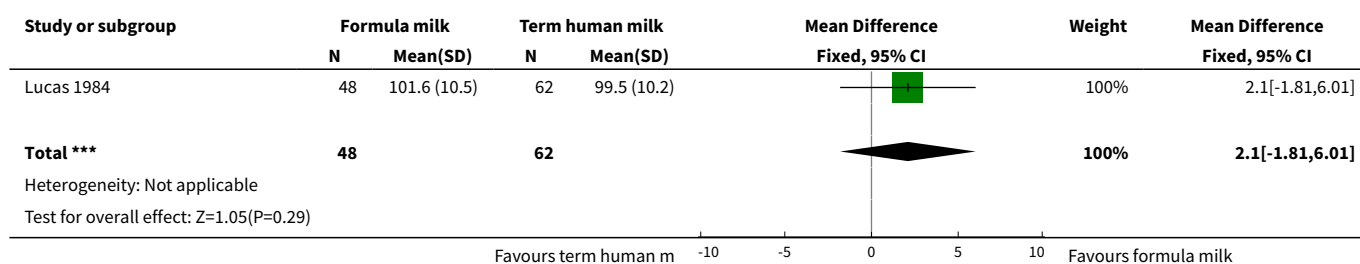 Study or subgroup Formula milk Term human milk Mean Difference Weight Mean Difference
N Mean(SD) N Mean(SD) Fixed, 95% CI Fixed, 95% CI
Lucas 1984 48 101.6 (10.5) 62 99.5 (10.2) 100% 2.1[-1.81,6.01]
Total *** 48 62 100% 2.1[-1.81,6.01]
Heterogeneity: Not applicable
Test for overall effect: Z=1.05(P=0.29)
Favours term human m -10 -5 0 5 10 Favours formula milk